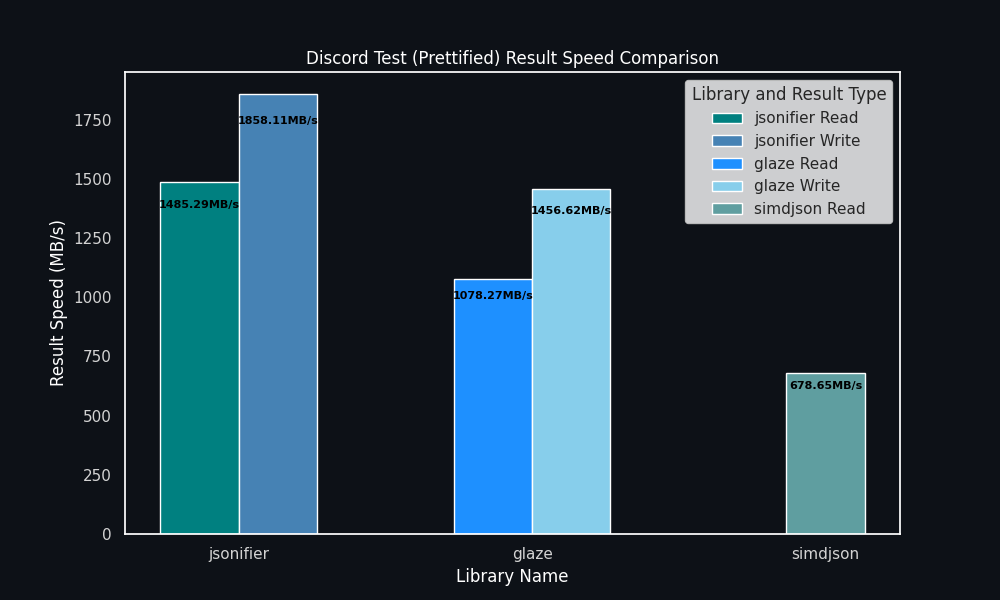 Discord Test (Prettified) Result Speed Comparison
Library and Result Type
jsonifier Read
jsonifier Write
glaze Read
glaze Write
simdjson Read
Result Speed (MB/s)
1750
1500
1250
1000
750
500
250
0
1485.29MB/s
1858.11MB/s
1078.27MB/s
1456.62MB/s
678.65MB/s
jsonifier
glaze
simdjson
Library Name